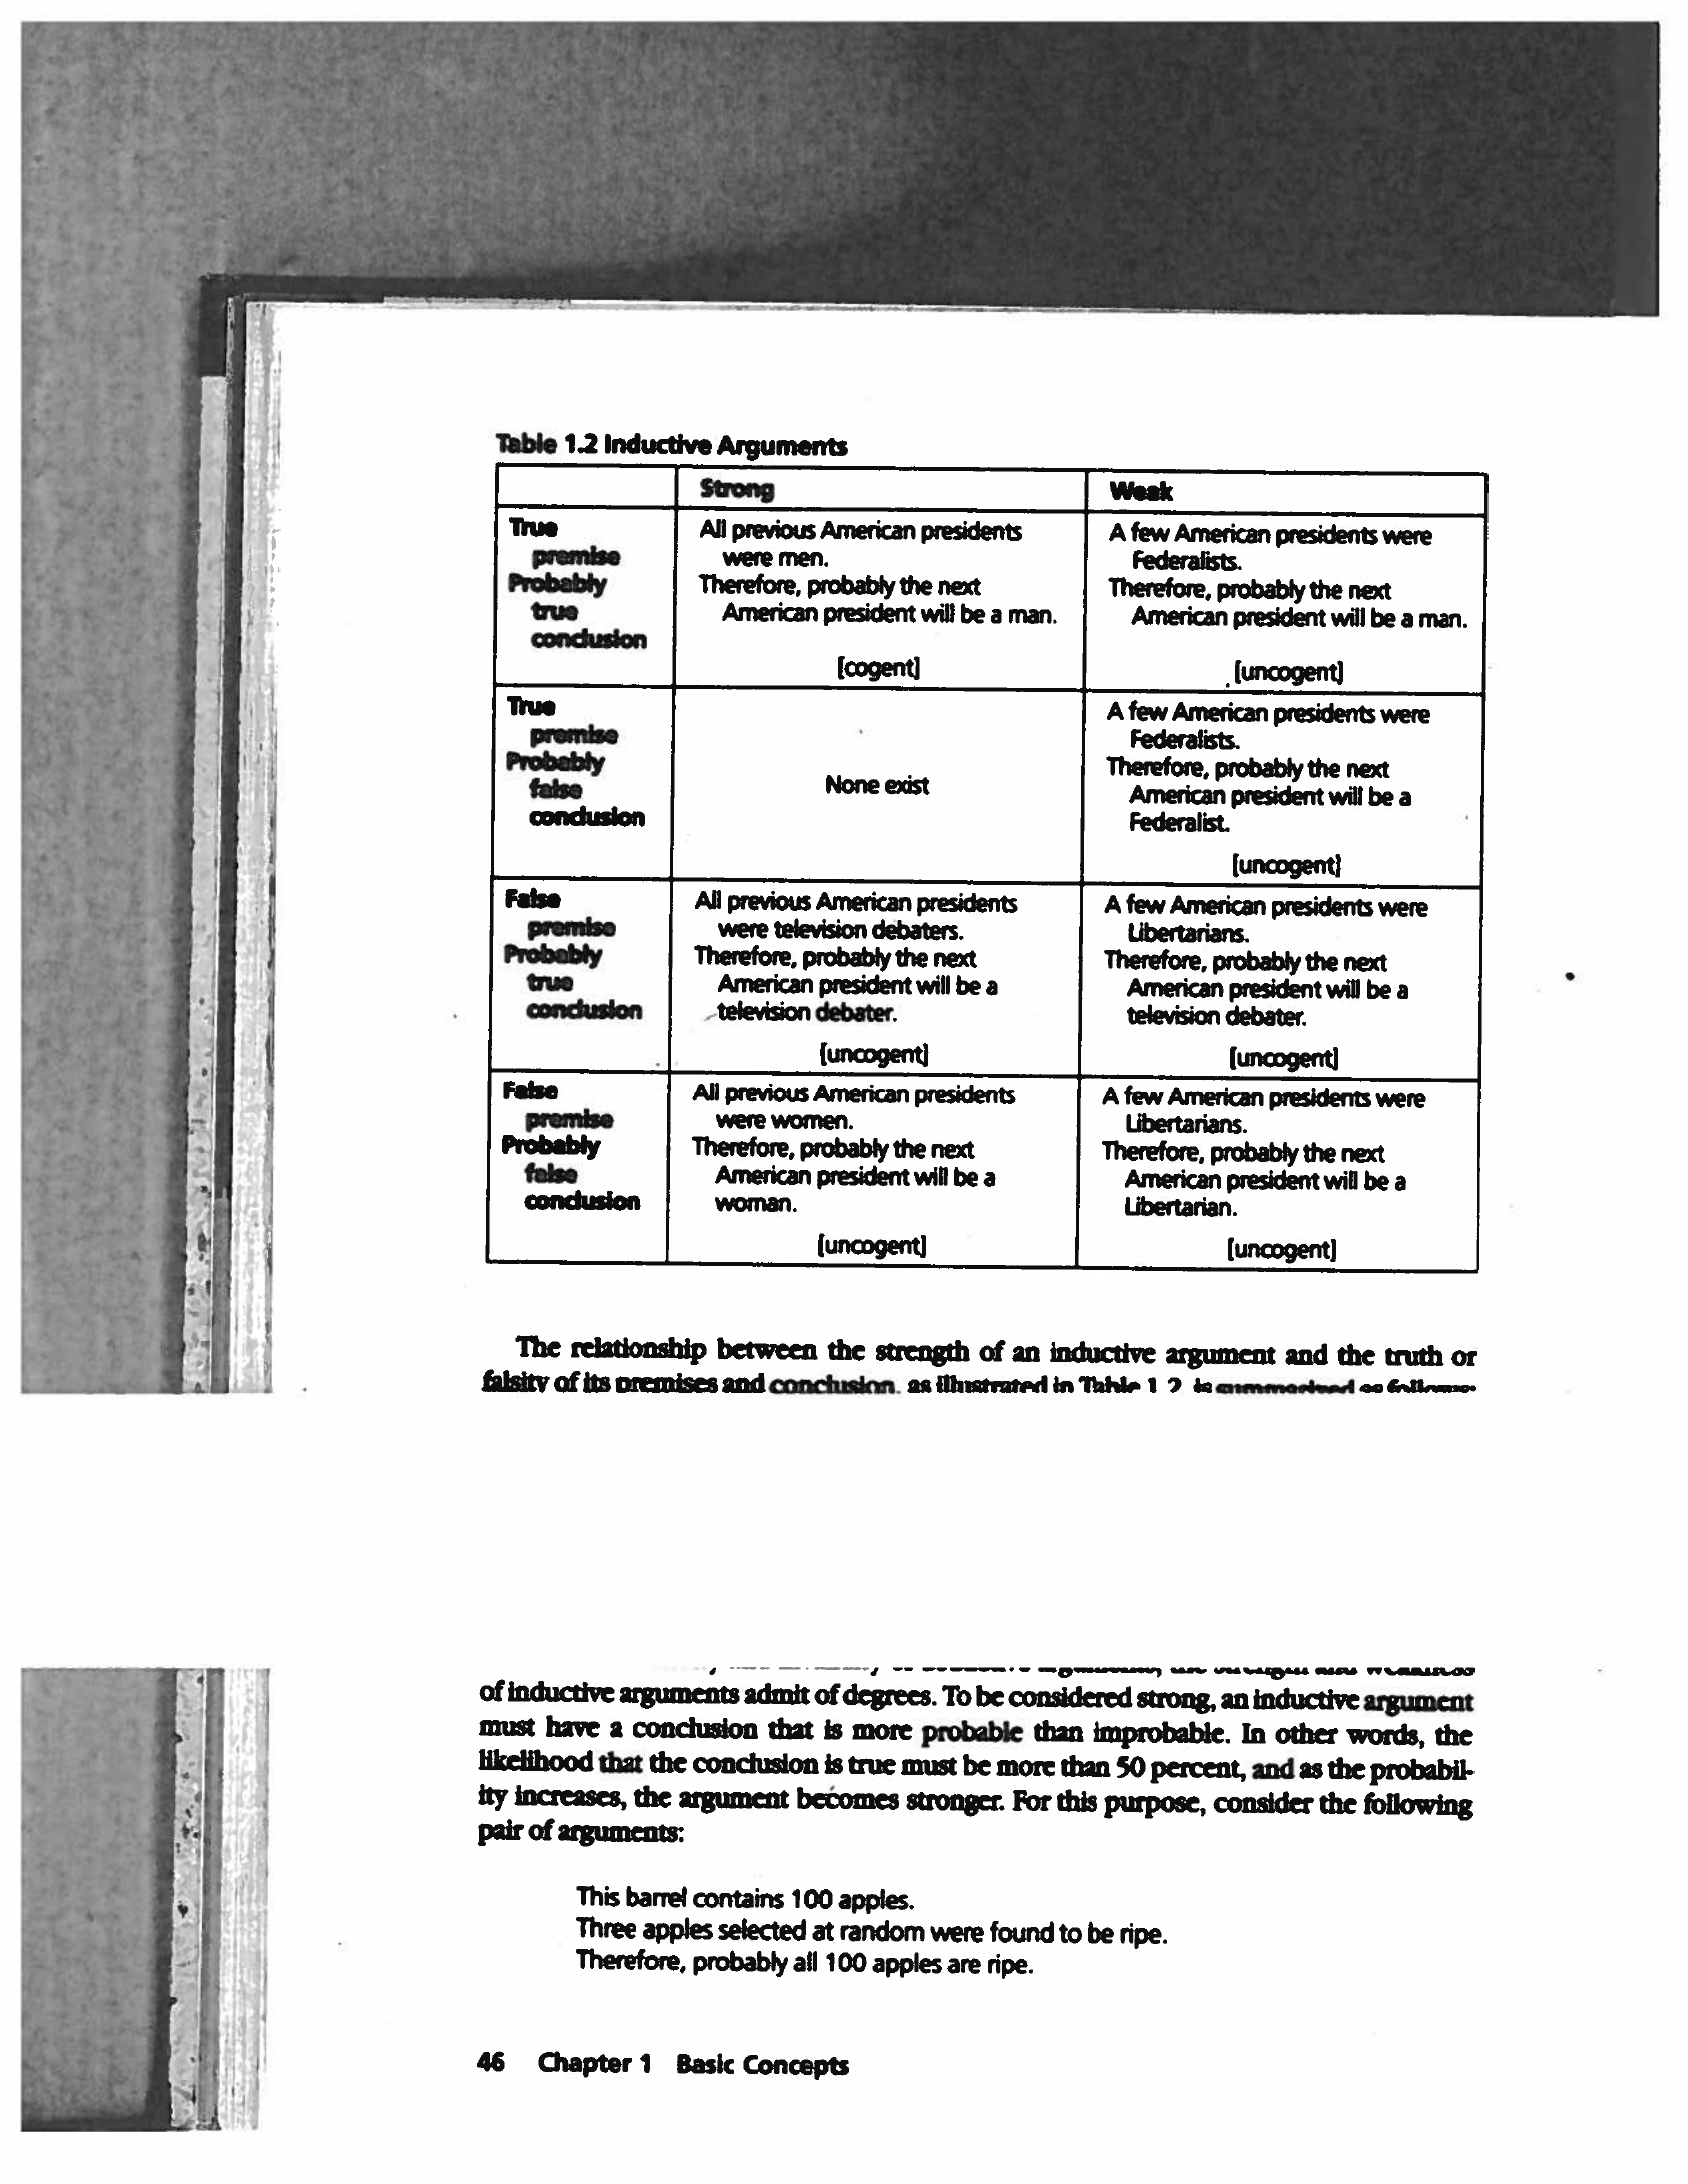 Table 1.2 Inductive Arguments
Strong
Weak
True
premise
Probably
true
conclusion
All previous American presidents
were men.
Therefore, probably the next
American president will be a man.
[cogent]
A few American presidents were
Federalists.
Therefore, probably the next
American president will be a man.
[uncogent]
True
premise
Probably
false
conclusion
None exist
A few American presidents were
Federalists.
Therefore, probably the next
American president will be a
Federalist.
[uncogent]
False
premise
Probably
true
conclusion
All previous American presidents
were television debaters.
Therefore, probably the next
American president will be a
television debater.
[uncogent]
A few American presidents were
Libertarians.
Therefore, probably the next
American president will be a
television debater.
[uncogent]
False
premise
Probably
false
conclusion
All previous American presidents
were women.
Therefore, probably the next
American president will be a
woman.
[uncogent]
A few American presidents were
Libertarians.
Therefore, probably the next
American president will be a
Libertarian.
[uncogent]
The relationship between the strength of an inductive argument and the truth or
falsity of its premises and conclusion, as illustrated in Table 1.2, is summarized as follows:
of inductive arguments admit of degrees. To be considered strong, an inductive argument
must have a conclusion that is more probable than improbable. In other words, the
likelihood that the conclusion is true must be more than 50 percent, and as the probabil-
ity increases, the argument becomes stronger. For this purpose, consider the following
pair of arguments:
This barrel contains 100 apples.
Three apples selected at random were found to be ripe.
Therefore, probably all 100 apples are ripe.
46 Chapter 1 Basic Concepts